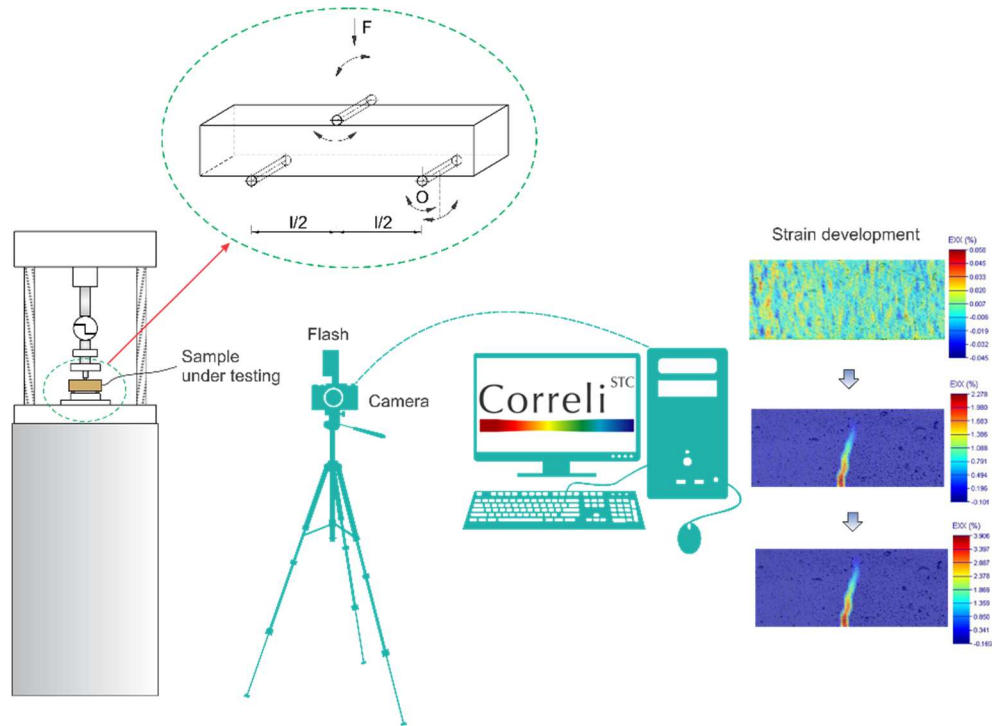 F
O
l/2
l/2
Sample
under testing
Flash
Camera
Correli STC
Strain development
EXX (%)
0.058
0.046
0.033
0.020
0.007
-0.006
-0.019
-0.032
-0.045
EXX (%)
2.278
1.980
1.683
1.386
1.088
0.791
0.494
0.196
-0.101
EXX (%)
3.906
3.397
2.887
2.378
1.869
1.359
0.850
0.341
-0.169